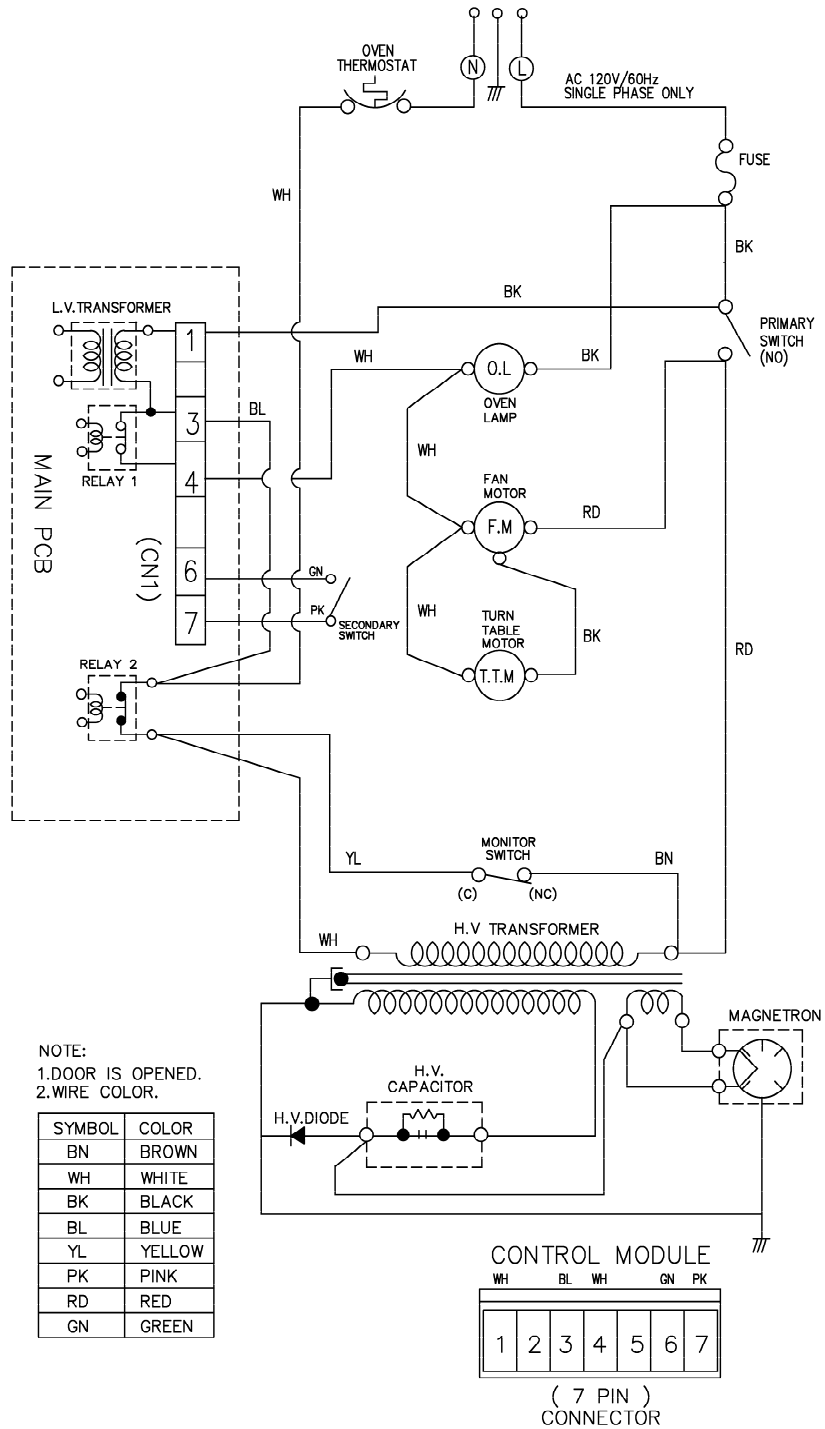 OVEN
THERMOSTAT
N
L
AC 120V/60Hz
SINGLE PHASE ONLY
FUSE
WH
BK
BK
L.V.TRANSFORMER
1
PRIMARY
SWITCH
(NO)
WH
O.L
BK
OVEN
LAMP
BL
3
WH
RELAY 1
4
MAIN PCB
(CN1)
FAN
MOTOR
F.M
RD
6
GN
7
PK
SECONDARY
SWITCH
WH
TURN
TABLE
MOTOR
BK
T.T.M
RD
RELAY 2
MONITOR
SWITCH
YL
BN
(C)
(NC)
H.V TRANSFORMER
WH
MAGNETRON
NOTE:
1.DOOR IS OPENED.
2.WIRE COLOR.
H.V.
CAPACITOR
H.V.DIODE
SYMBOL COLOR
BN BROWN
WH WHITE
BK BLACK
BL BLUE
YL YELLOW
PK PINK
RD RED
GN GREEN
CONTROL MODULE
WH BL WH GN PK
1 2 3 4 5 6 7
( 7 PIN )
CONNECTOR